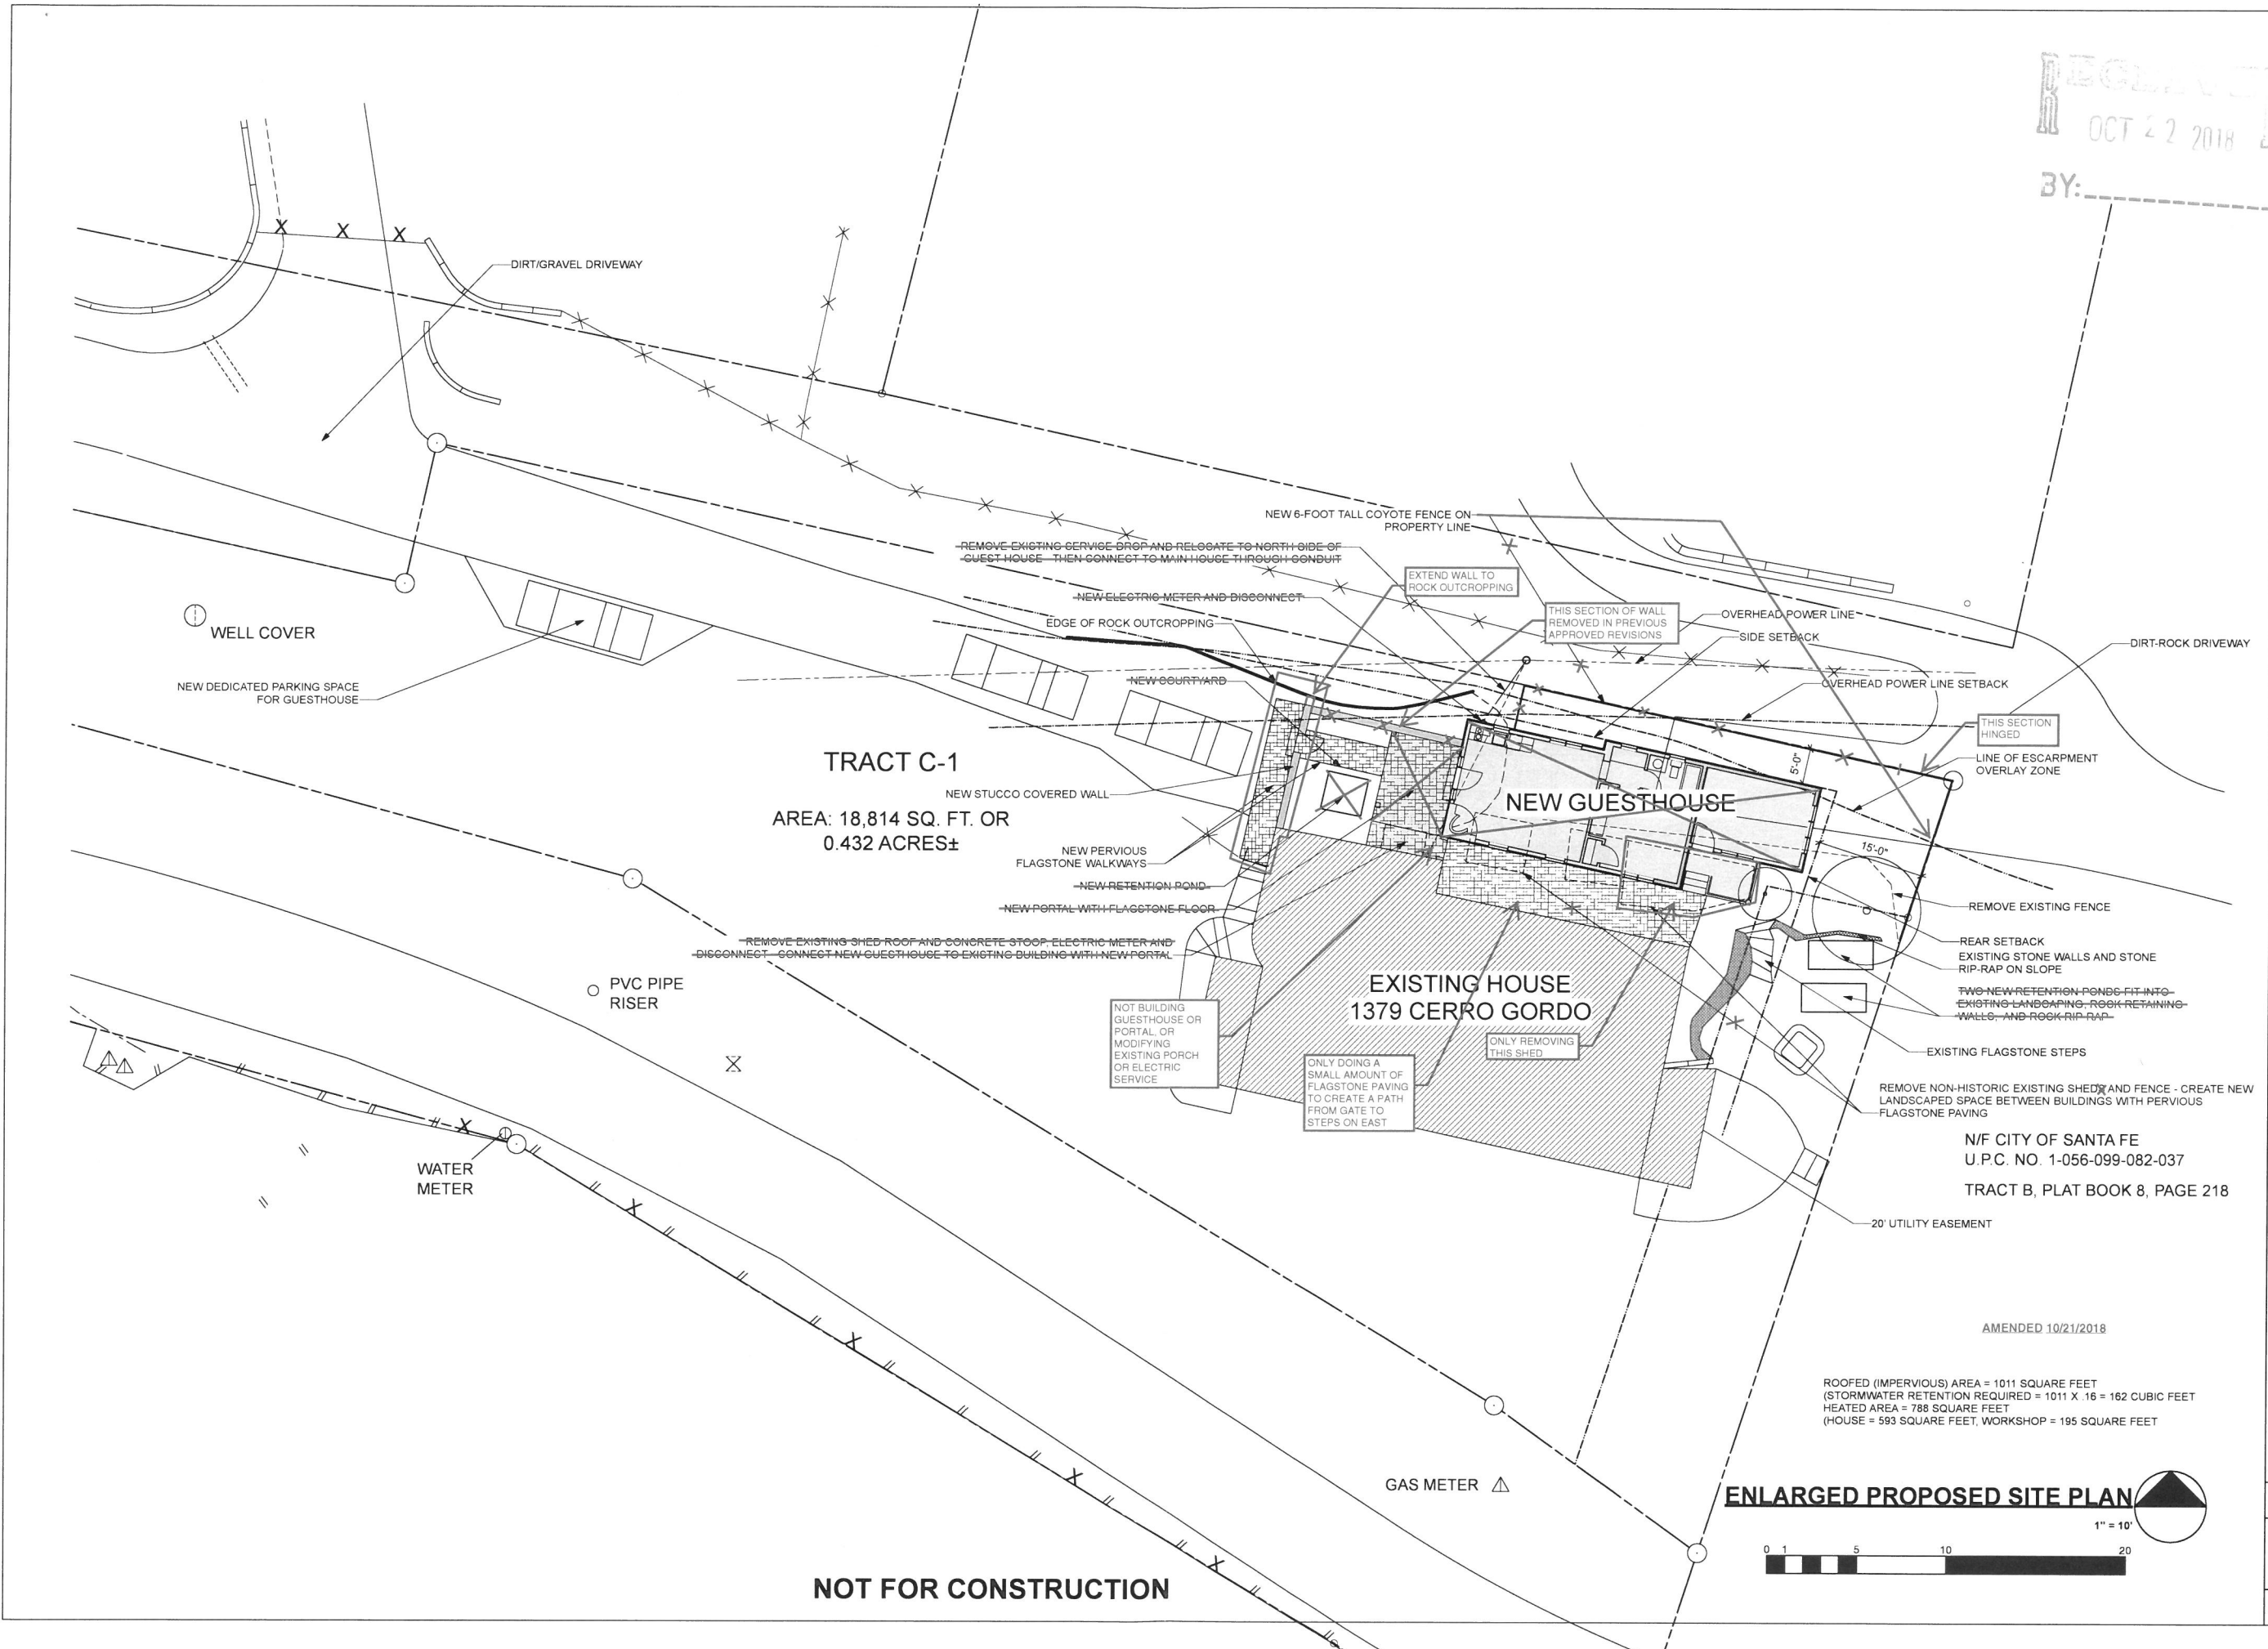 OCT 22 2018
BY:
DIRT/GRAVEL DRIVEWAY
NEW 6-FOOT TALL COYOTE FENCE ON
PROPERTY LINE
REMOVE EXISTING SERVICE DROP AND RELOCATE TO NORTH SIDE OF
GUEST HOUSE - THEN CONNECT TO MAIN HOUSE THROUGH CONDUIT
EXTEND WALL TO
ROCK OUTCROPPING
NEW ELECTRIC METER AND DISCONNECT
THIS SECTION OF WALL
REMOVED IN PREVIOUS
APPROVED REVISIONS
OVERHEAD POWER LINE
EDGE OF ROCK OUTCROPPING
SIDE SETBACK
WELL COVER
DIRT-ROCK DRIVEWAY
NEW DEDICATED PARKING SPACE
FOR GUESTHOUSE
NEW COURTYARD
OVERHEAD POWER LINE SETBACK
THIS SECTION
HINGED
TRACT C-1
LINE OF ESCARPMENT
OVERLAY ZONE
5'-0"
NEW STUCCO COVERED WALL
NEW GUESTHOUSE
AREA: 18,814 SQ. FT. OR
0.432 ACRES±
NEW PERVIOUS
FLAGSTONE WALKWAYS
15'-0"
NEW RETENTION POND
NEW PORTAL WITH FLAGSTONE FLOOR
REMOVE EXISTING FENCE
REMOVE EXISTING SHED ROOF AND CONCRETE STOOP, ELECTRIC METER AND
DISCONNECT - CONNECT NEW GUESTHOUSE TO EXISTING BUILDING WITH NEW PORTAL
REAR SETBACK
EXISTING STONE WALLS AND STONE
RIP-RAP ON SLOPE
PVC PIPE
RISER
EXISTING HOUSE
1379 CERRO GORDO
TWO NEW RETENTION PONDS FIT INTO
EXISTING LANDSCAPING, ROCK RETAINING
WALLS, AND ROCK RIP-RAP
NOT BUILDING
GUESTHOUSE OR
PORTAL, OR
MODIFYING
EXISTING PORCH
OR ELECTRIC
SERVICE
ONLY REMOVING
THIS SHED
ONLY DOING A
SMALL AMOUNT OF
FLAGSTONE PAVING
TO CREATE A PATH
FROM GATE TO
STEPS ON EAST
EXISTING FLAGSTONE STEPS
REMOVE NON-HISTORIC EXISTING SHEDS AND FENCE - CREATE NEW
LANDSCAPED SPACE BETWEEN BUILDINGS WITH PERVIOUS
FLAGSTONE PAVING
N/F CITY OF SANTA FE
U.P.C. NO. 1-056-099-082-037
TRACT B, PLAT BOOK 8, PAGE 218
WATER
METER
20' UTILITY EASEMENT
AMENDED 10/21/2018
ROOFED (IMPERVIOUS) AREA = 1011 SQUARE FEET
(STORMWATER RETENTION REQUIRED = 1011 X .16 = 162 CUBIC FEET
HEATED AREA = 788 SQUARE FEET
(HOUSE = 593 SQUARE FEET, WORKSHOP = 195 SQUARE FEET
GAS METER
ENLARGED PROPOSED SITE PLAN
1" = 10'
0 1 5 10 20
NOT FOR CONSTRUCTION